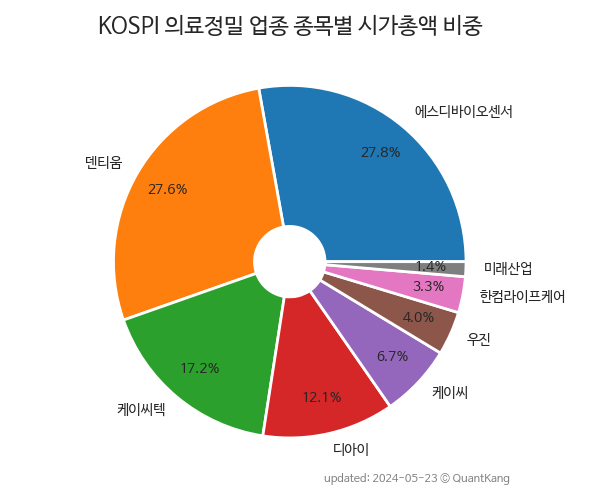 KOSPI 의료정밀 업종 종목별 시가총액 비중
에스디바이오센서
27.8%
덴티움
27.6%
케이씨텍
17.2%
디아이
12.1%
케이씨
6.7%
우진
4.0%
한컴라이프케어
3.3%
미래산업
1.4%
updated: 2024-05-23 © QuantKang